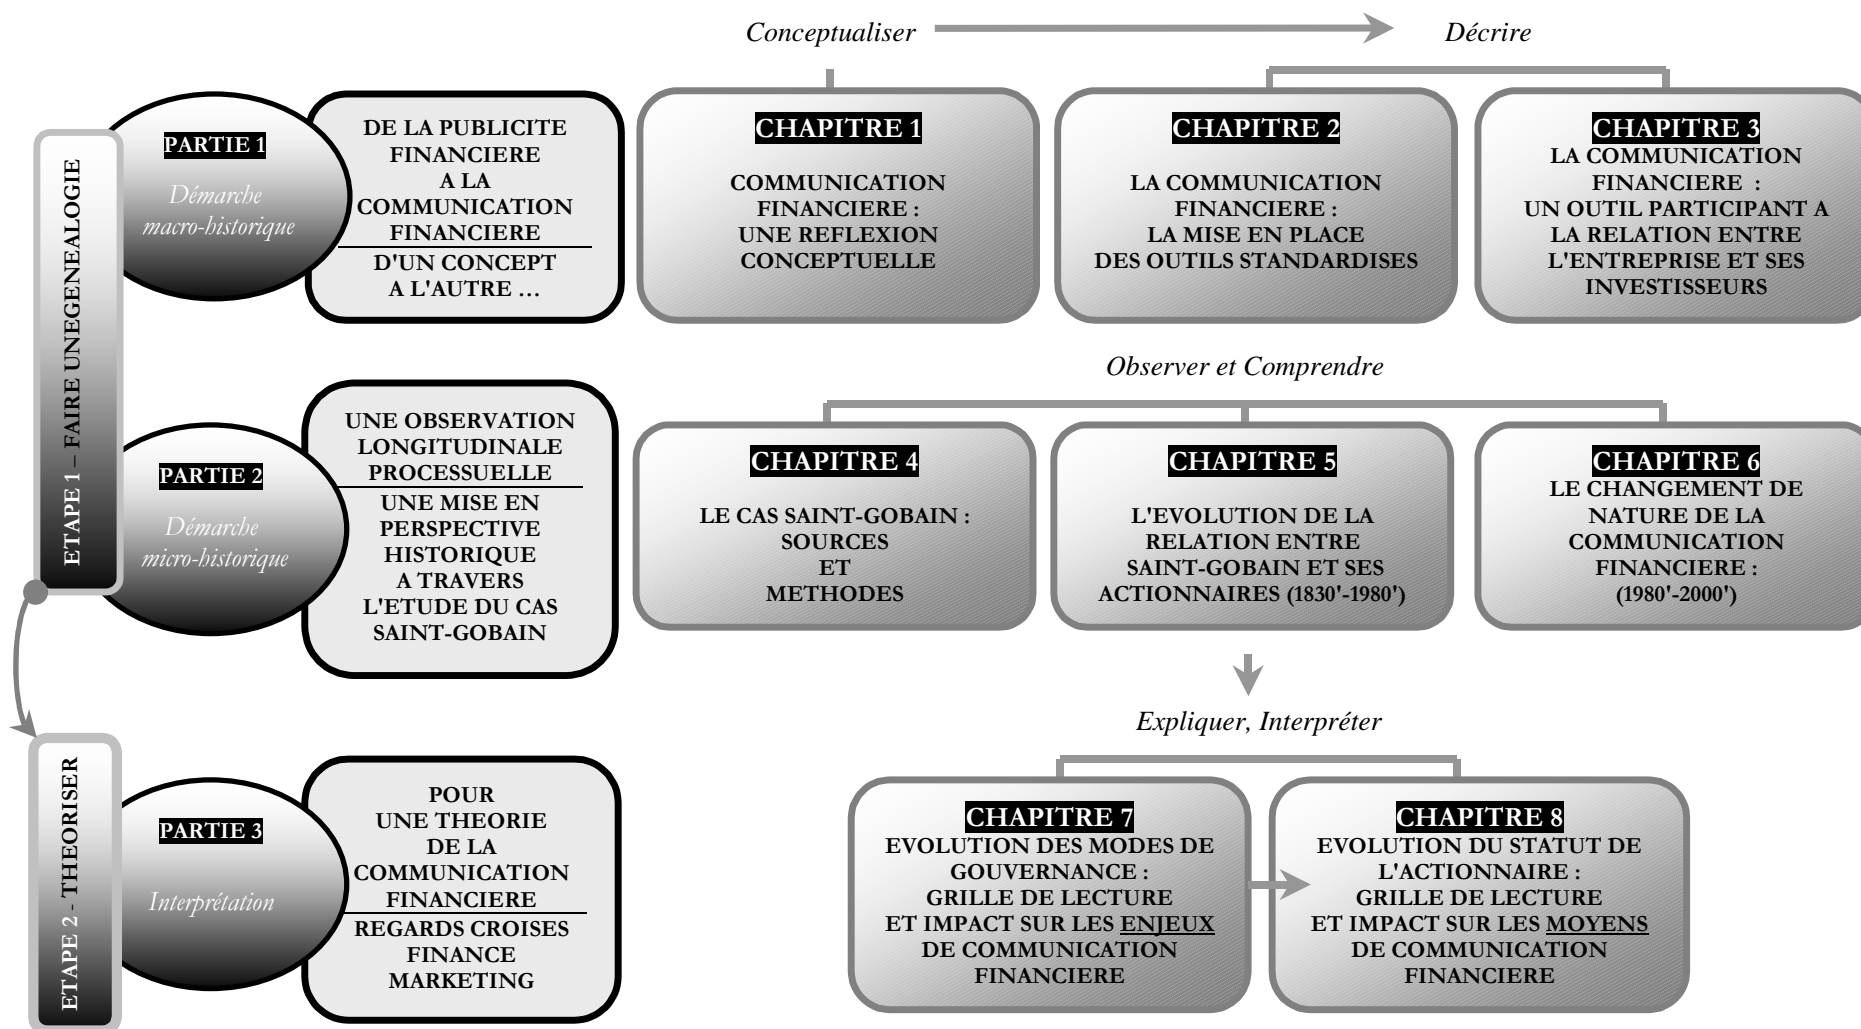 Conceptualiser
Décrire
ETAPE 1 – FAIRE UNEGENEALOGIE
PARTIE 1
Démarche
macro-historique
DE LA PUBLICITE
FINANCIERE
A LA
COMMUNICATION
FINANCIERE
D'UN CONCEPT
A L'AUTRE …
CHAPITRE 1
COMMUNICATION
FINANCIERE :
UNE REFLEXION
CONCEPTUELLE
CHAPITRE 2
LA COMMUNICATION
FINANCIERE :
LA MISE EN PLACE
DES OUTILS STANDARDISES
CHAPITRE 3
LA COMMUNICATION
FINANCIERE :
UN OUTIL PARTICIPANT A
LA RELATION ENTRE
L'ENTREPRISE ET SES
INVESTISSEURS
Observer et Comprendre
PARTIE 2
Démarche
micro-historique
UNE OBSERVATION
LONGITUDINALE
PROCESSUELLE
UNE MISE EN
PERSPECTIVE
HISTORIQUE
A TRAVERS
L'ETUDE DU CAS
SAINT-GOBAIN
CHAPITRE 4
LE CAS SAINT-GOBAIN :
SOURCES
ET
METHODES
CHAPITRE 5
L'EVOLUTION DE LA
RELATION ENTRE
SAINT-GOBAIN ET SES
ACTIONNAIRES (1830'-1980')
CHAPITRE 6
LE CHANGEMENT DE
NATURE DE LA
COMMUNICATION
FINANCIERE :
(1980'-2000')
Expliquer, Interpréter
ETAPE 2 - THEORISER
PARTIE 3
Interprétation
POUR
UNE THEORIE
DE LA
COMMUNICATION
FINANCIERE
REGARDS CROISES
FINANCE
MARKETING
CHAPITRE 7
EVOLUTION DES MODES DE
GOUVERNANCE :
GRILLE DE LECTURE
ET IMPACT SUR LES ENJEUX
DE COMMUNICATION
FINANCIERE
CHAPITRE 8
EVOLUTION DU STATUT DE
L'ACTIONNAIRE :
GRILLE DE LECTURE
ET IMPACT SUR LES MOYENS
DE COMMUNICATION
FINANCIERE